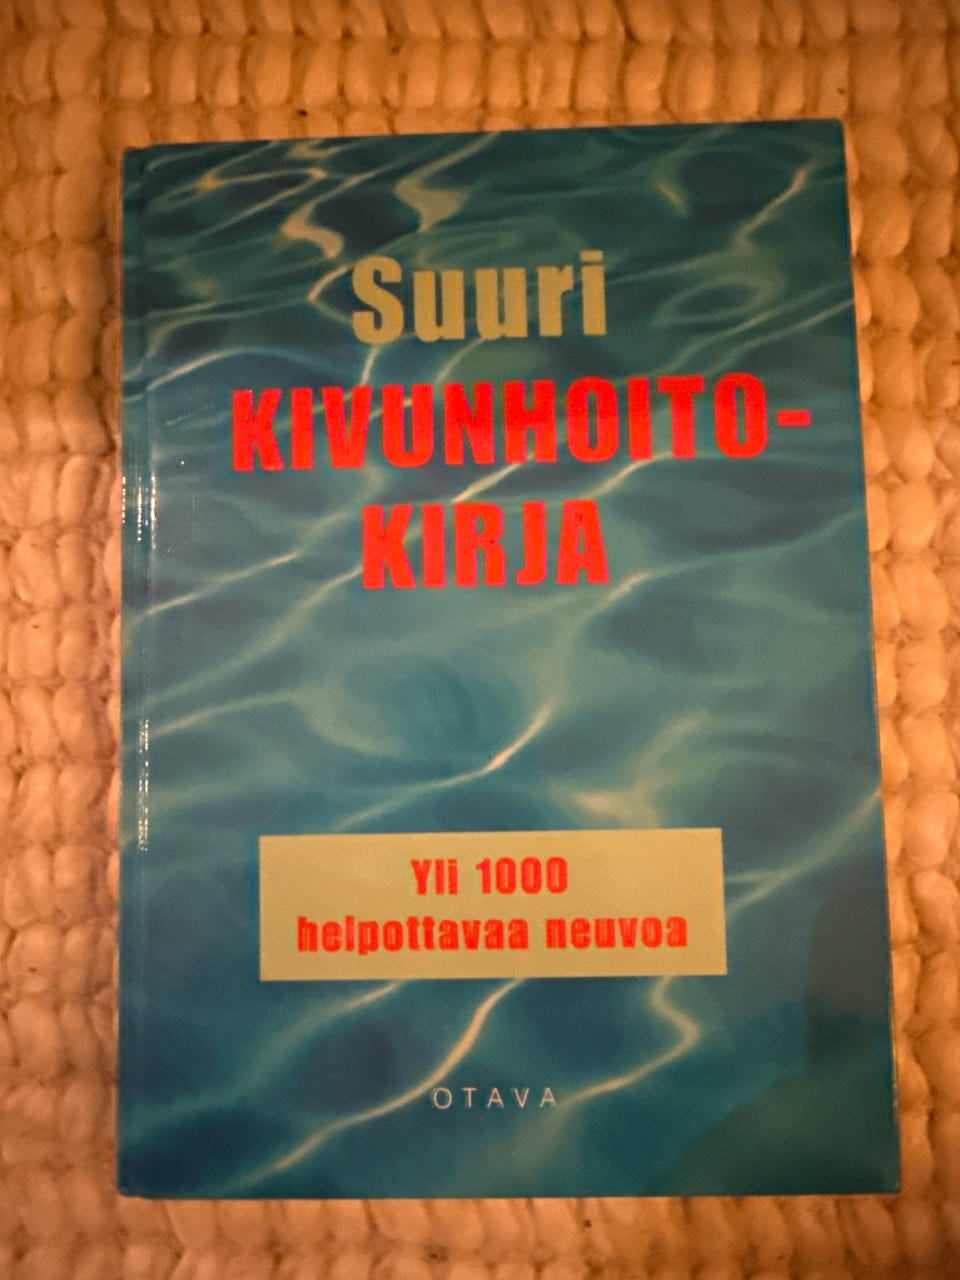 Suuri
KIVUNHOITO-
KIRJA
Yli 1000
helpottavaa neuvoa
OTAVA